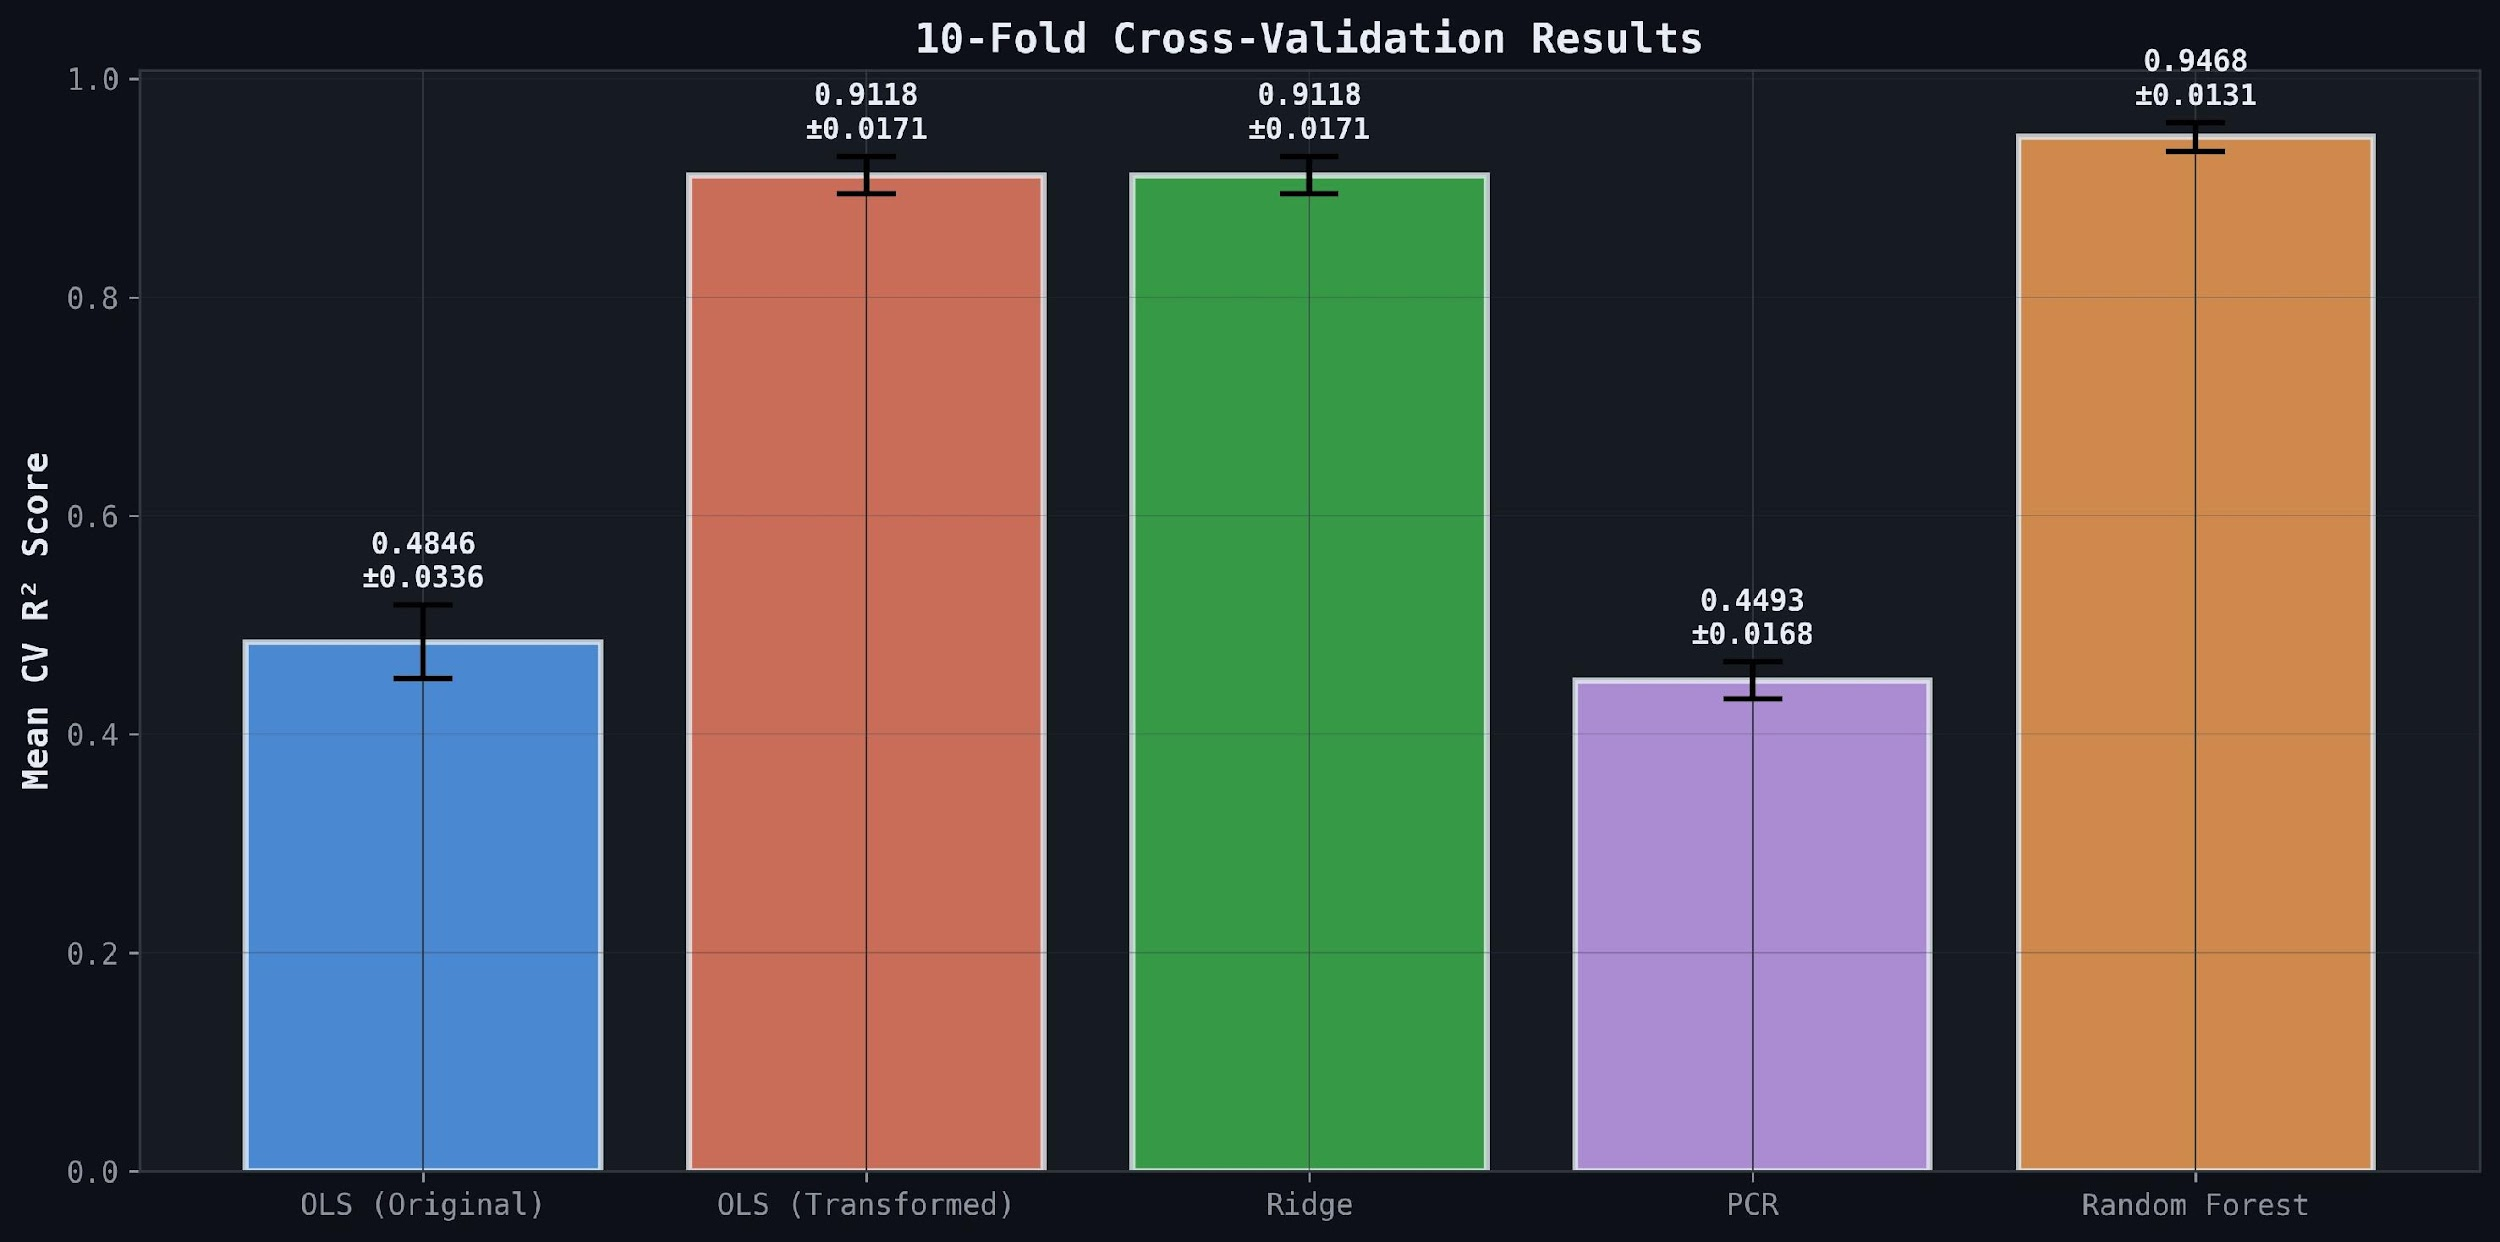 10-Fold Cross-Validation Results
Mean CV R² Score
1.0
0.8
0.6
0.4
0.2
0.0
0.4846
±0.0336
0.9118
±0.0171
0.9118
±0.0171
0.4493
±0.0168
0.9468
±0.0131
OLS (Original)
OLS (Transformed)
Ridge
PCR
Random Forest